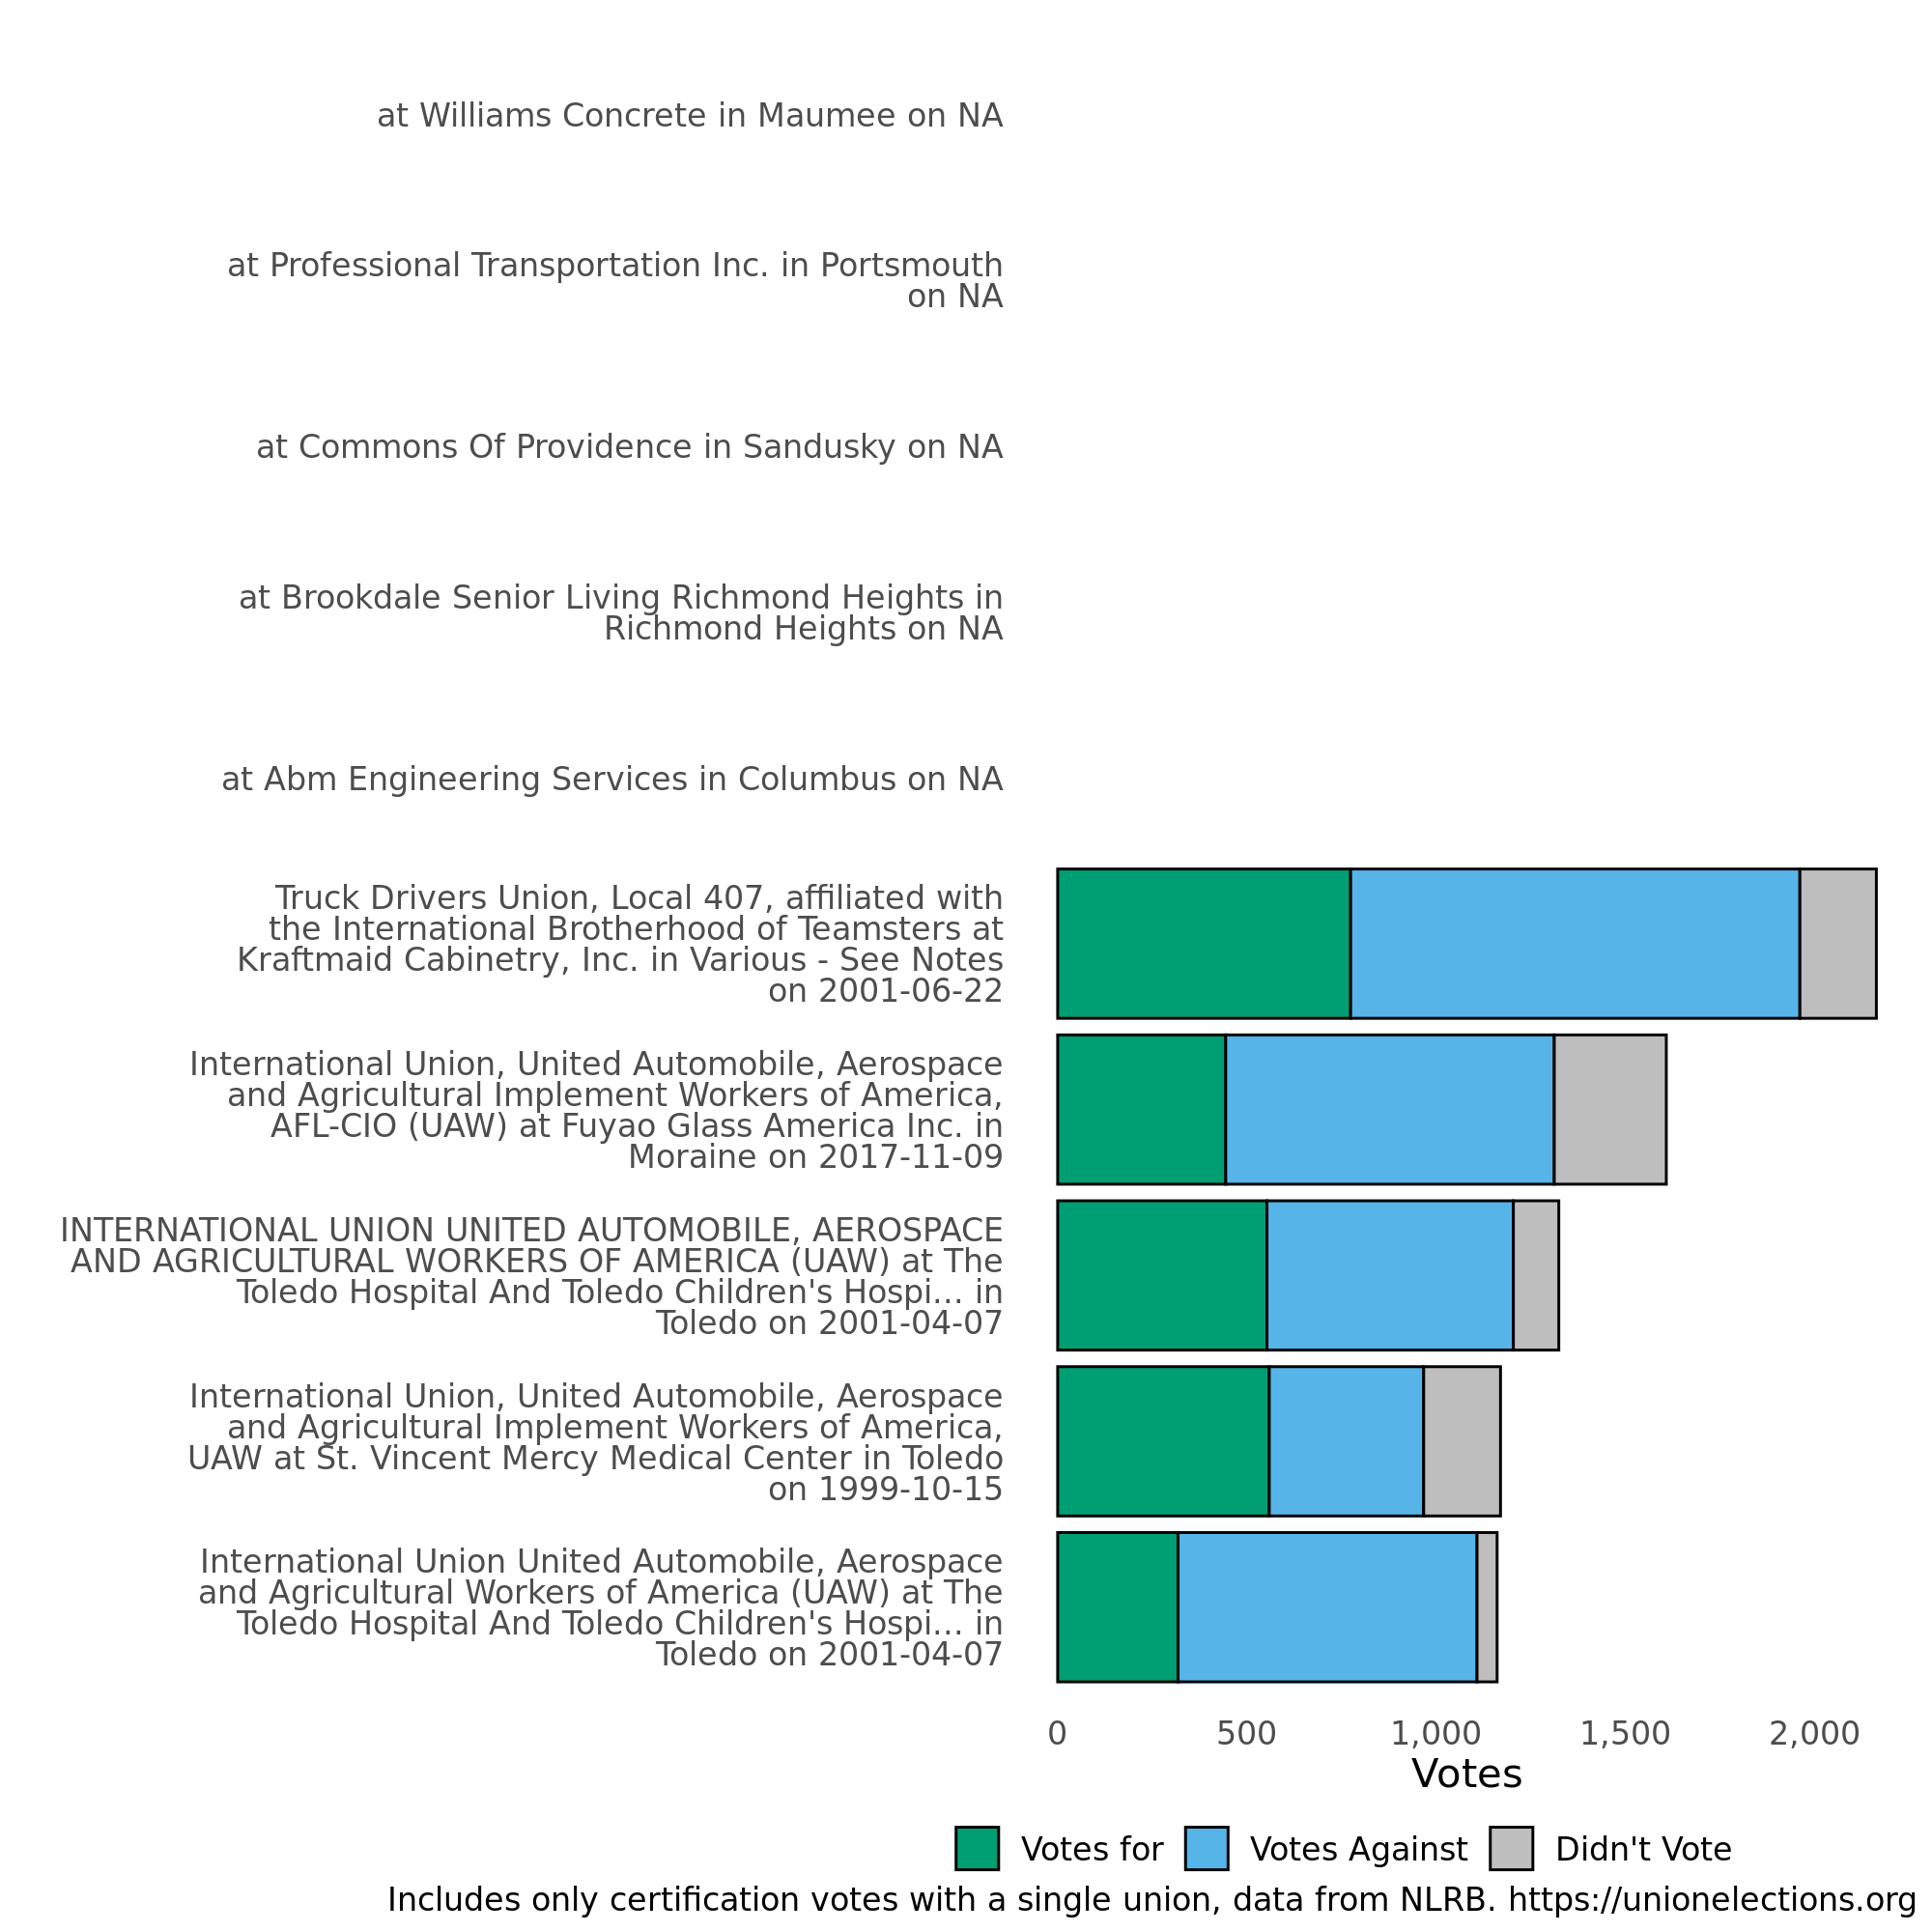 at Williams Concrete in Maumee on NA
at Professional Transportation Inc. in Portsmouth
on NA
at Commons Of Providence in Sandusky on NA
at Brookdale Senior Living Richmond Heights in
Richmond Heights on NA
at Abm Engineering Services in Columbus on NA
Truck Drivers Union, Local 407, affiliated with
the International Brotherhood of Teamsters at
Kraftmaid Cabinetry, Inc. in Various - See Notes
on 2001-06-22
International Union, United Automobile, Aerospace
and Agricultural Implement Workers of America,
AFL-CIO (UAW) at Fuyao Glass America Inc. in
Moraine on 2017-11-09
INTERNATIONAL UNION UNITED AUTOMOBILE, AEROSPACE
AND AGRICULTURAL WORKERS OF AMERICA (UAW) at The
Toledo Hospital And Toledo Children's Hospi... in
Toledo on 2001-04-07
International Union, United Automobile, Aerospace
and Agricultural Implement Workers of America,
UAW at St. Vincent Mercy Medical Center in Toledo
on 1999-10-15
International Union United Automobile, Aerospace
and Agricultural Workers of America (UAW) at The
Toledo Hospital And Toledo Children's Hospi... in
Toledo on 2001-04-07
0 500 1,000 1,500 2,000
Votes
Votes for Votes Against Didn't Vote
Includes only certification votes with a single union, data from NLRB. https://unionelections.org